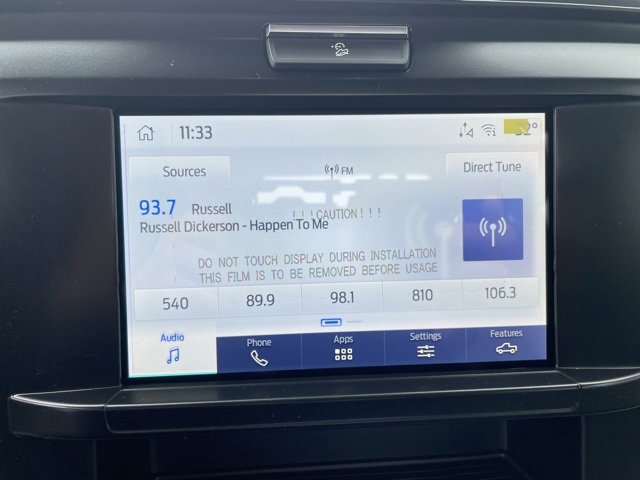 11:33
Sources
FM
Direct Tune
93.7 Russell
! ! ! CAUTION ! ! !
Russell Dickerson - Happen To Me
DO NOT TOUCH DISPLAY DURING INSTALLATION
THIS FILM IS TO BE REMOVED BEFORE USAGE
540 89.9 98.1 810 106.3
Audio Phone Apps Settings Features